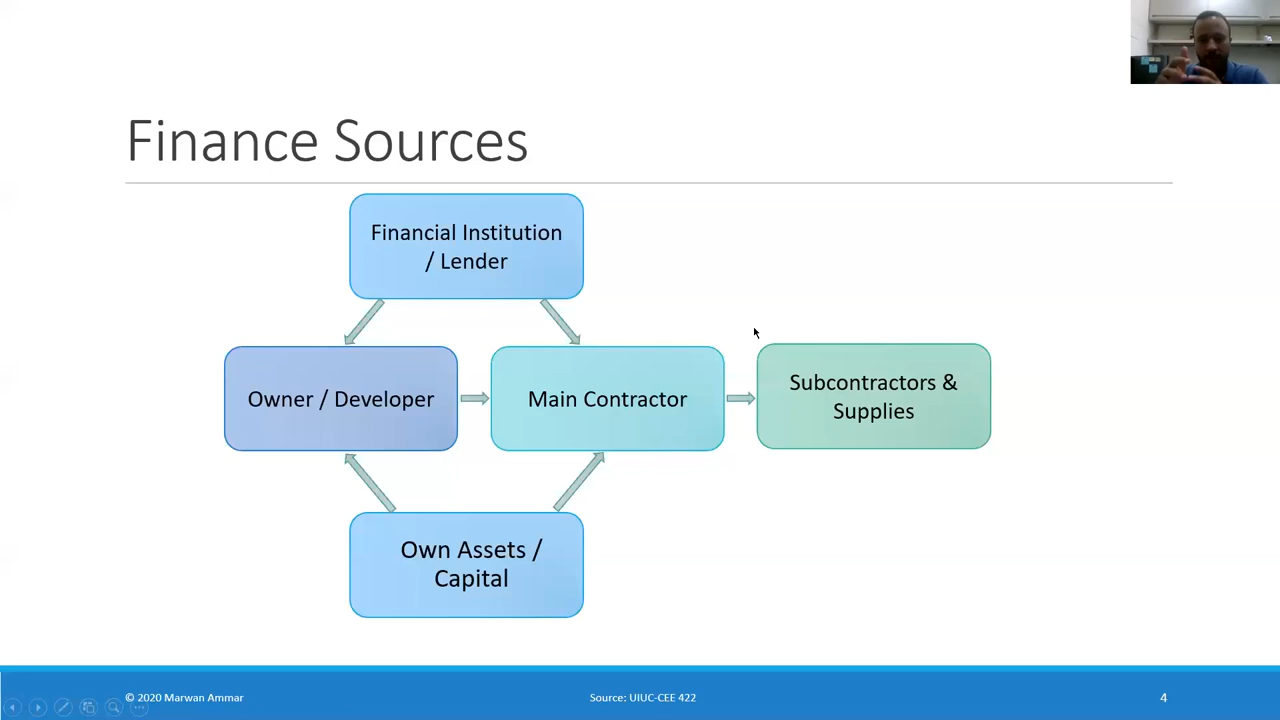 Finance Sources
Financial Institution
/ Lender
Owner / Developer
Main Contractor
Subcontractors &
Supplies
Own Assets /
Capital
© 2020 Marwan Ammar
Source: UIUC-CEE 422
4